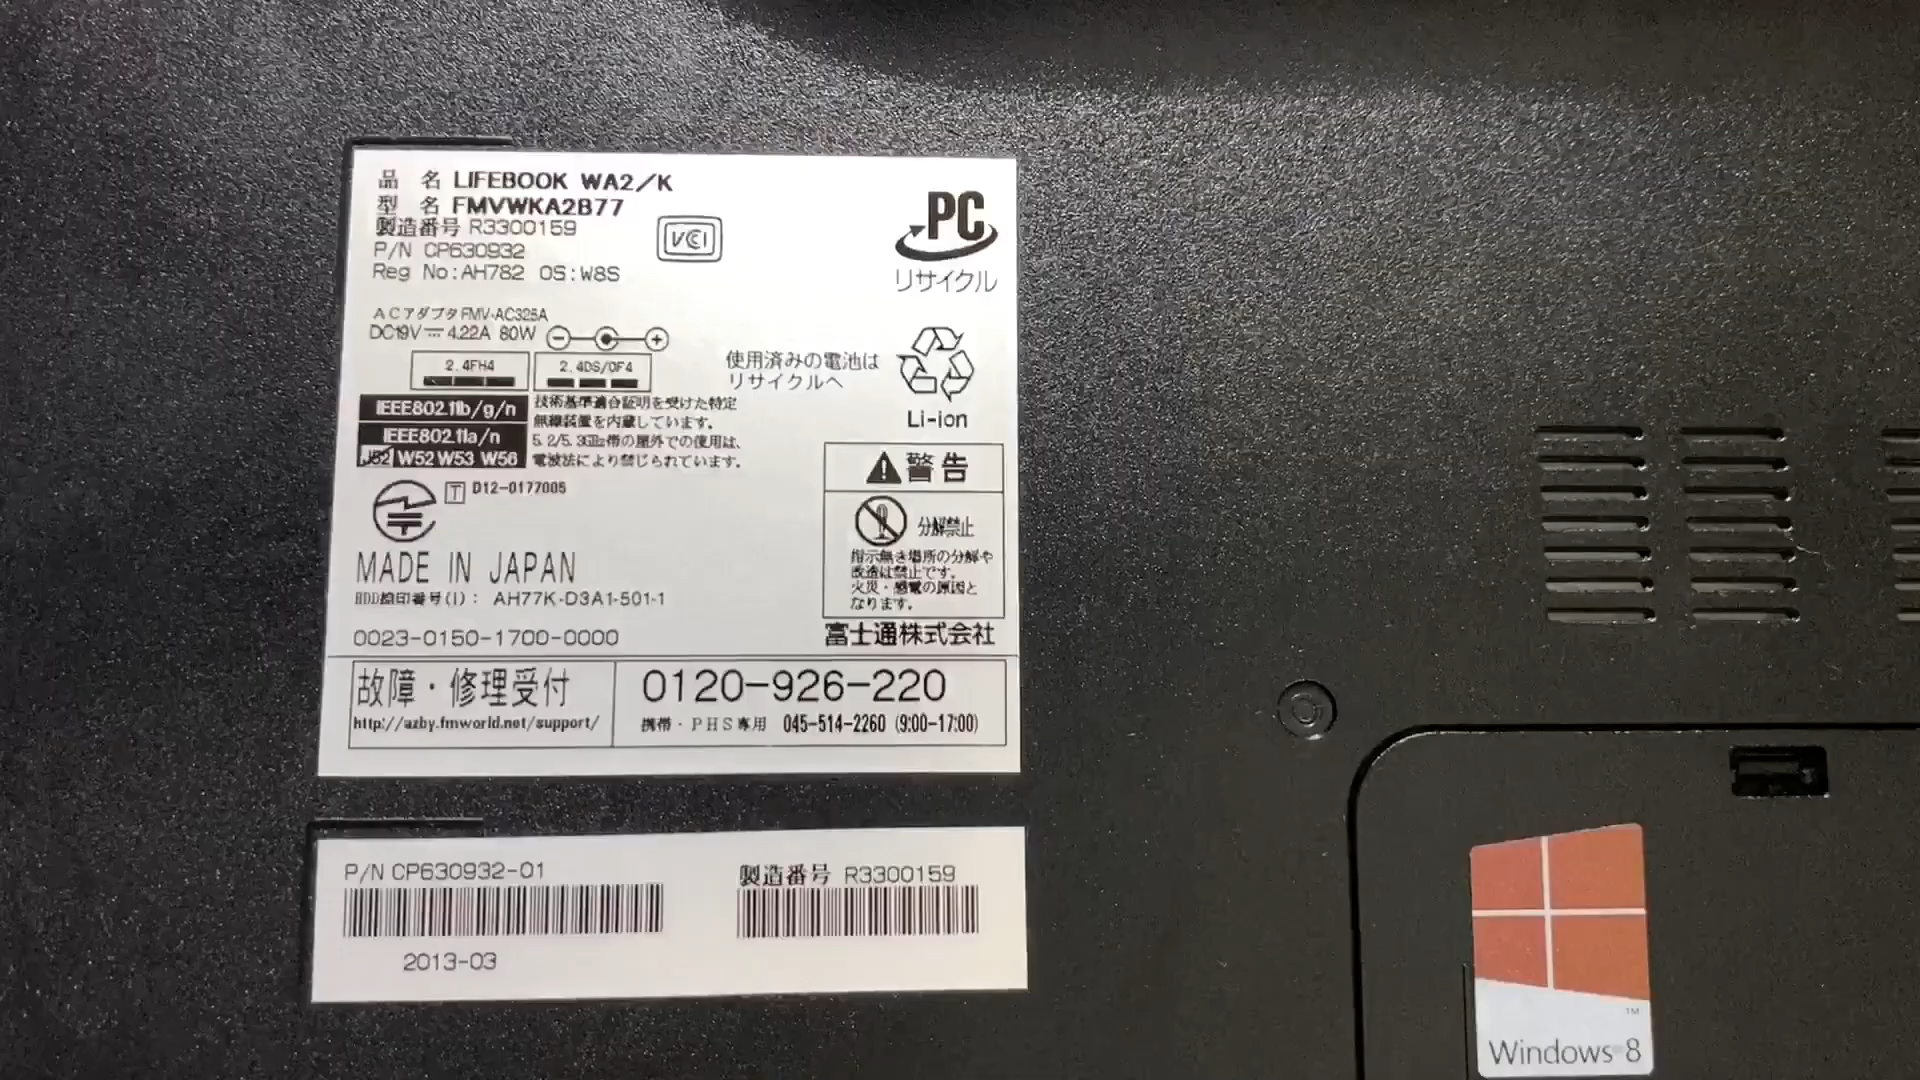 品 名 LIFEBOOK WA2/K
型 名 FMVWKA2B77
製造番号 R3300159
P/N CP630932
Reg No:AH782 OS:W8S
VCI
PC
リサイクル
ACアダプタ FMV-AC325A
DC19V 4.22A 80W
2.4FH4
2.4DS/OF4
使用済みの電池は
リサイクルへ
Li-ion
IEEE802.11b/g/n
IEEE802.11a/n
J52 W52 W53 W56
技術基準適合証明を受けた特定
無線装置を内蔵しています。
5.2/5.3GHz帯の屋外での使用は、
電波法により禁じられています。
T D12-0177005
警告
分解禁止
指示無き場所の分解や
改造は禁止です。
火災・感電の原因と
なります。
MADE IN JAPAN
HDD捺印番号(1): AH77K-D3A1-501-1
0023-0150-1700-0000
富士通株式会社
故障・修理受付
http://azby.fmworld.net/support/
0120-926-220
携帯・PHS専用 045-514-2260 (9:00-17:00)
P/N CP630932-01
製造番号 R3300159
2013-03
TM
Windows 8